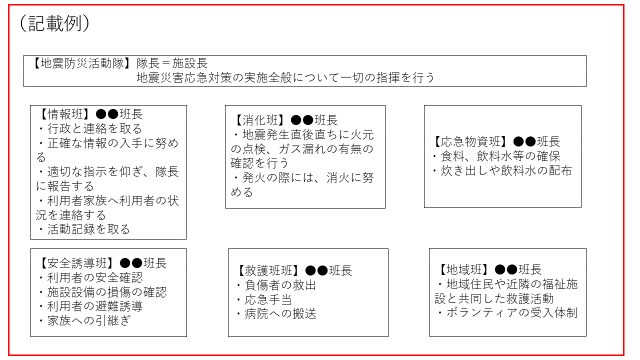 （記載例）
【地震防災活動隊】隊長＝施設長
地震災害応急対策の実施全般について一切の指揮を行う
【情報班】●●班長
・行政と連絡を取る
・正確な情報の入手に努め
る
・適切な指示を仰ぎ、隊長
に報告する
・利用者家族へ利用者の状
況を連絡する
・活動記録を取る
【消化班】●●班長
・地震発生直後直ちに火元
の点検、ガス漏れの有無の
確認を行う
・発火の際には、消火に努
める
【応急物資班】●●班長
・食料、飲料水等の確保
・炊き出しや飲料水の配布
【安全誘導班】●●班長
・利用者の安全確認
・施設設備の損傷の確認
・利用者の避難誘導
・家族への引継ぎ
【救護班班】●●班長
・負傷者の救出
・応急手当
・病院への搬送
【地域班】●●班長
・地域住民や近隣の福祉施
設と共同した救護活動
・ボランティアの受入体制